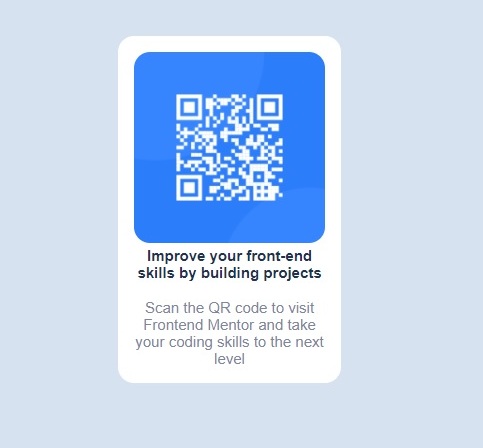 Improve your front-end
skills by building projects
Scan the QR code to visit
Frontend Mentor and take
your coding skills to the next
level